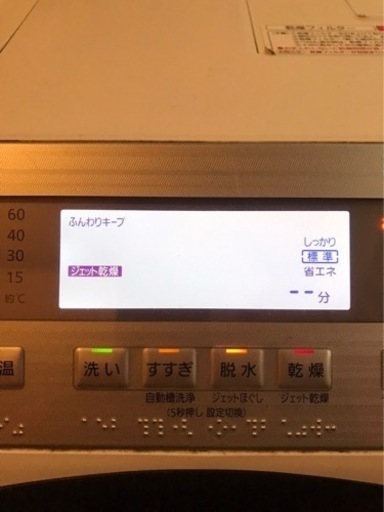 乾燥フィルター
60
40
30
15
約℃
ふんわりキープ
しっかり
標準
省エネ
ジェット乾燥
-- 分
温
洗い
すすぎ
脱水
乾燥
自動槽洗浄
ジェットほぐし
ジェット乾燥
(5秒押し 設定切換)